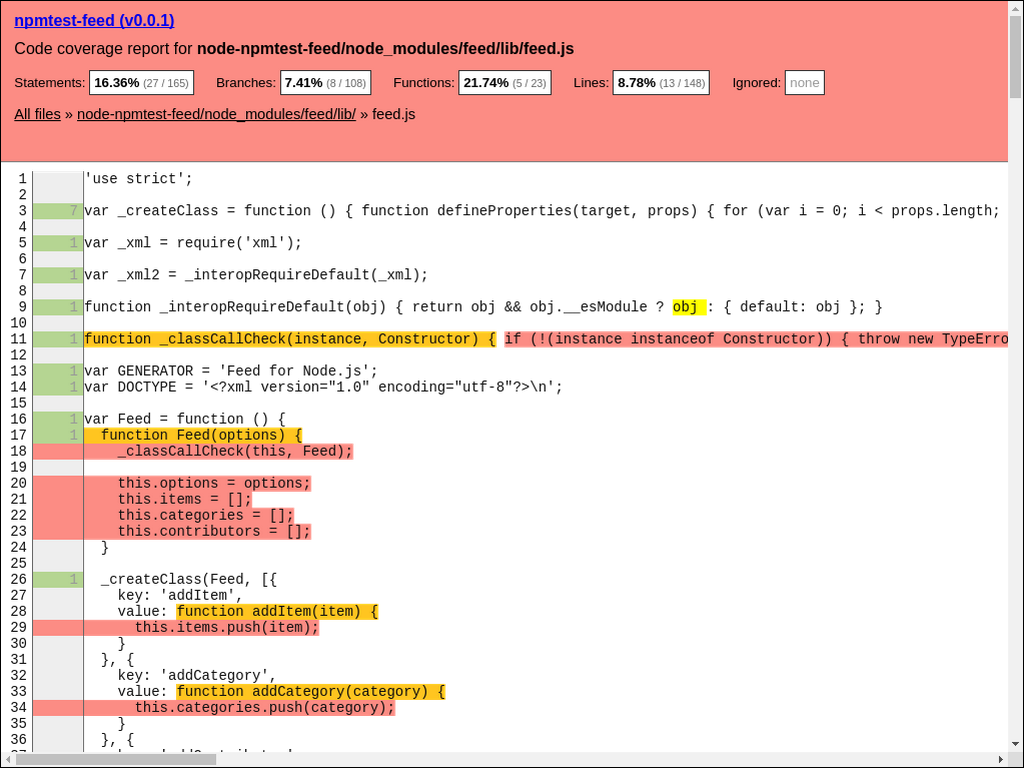 npmtest-feed (v0.0.1)
Code coverage report for node-npmtest-feed/node_modules/feed/lib/feed.js
Statements: 16.36% (27 / 165) Branches: 7.41% (8 / 108) Functions: 21.74% (5 / 23) Lines: 8.78% (13 / 148) Ignored: none
All files » node-npmtest-feed/node_modules/feed/lib/ » feed.js
1 'use strict';
2
3 7 var _createClass = function () { function defineProperties(target, props) { for (var i = 0; i < props.length;
4
5 1 var _xml = require('xml');
6
7 1 var _xml2 = _interopRequireDefault(_xml);
8
9 1 function _interopRequireDefault(obj) { return obj && obj.__esModule ? obj : { default: obj }; }
10
11 1 function _classCallCheck(instance, Constructor) { if (!(instance instanceof Constructor)) { throw new TypeErro
12
13 1 var GENERATOR = 'Feed for Node.js';
14 1 var DOCTYPE = '<?xml version="1.0" encoding="utf-8"?>\n';
15
16 1 var Feed = function () {
17 1 function Feed(options) {
18 _classCallCheck(this, Feed);
19
20 this.options = options;
21 this.items = [];
22 this.categories = [];
23 this.contributors = [];
24 }
25
26 1 _createClass(Feed, [{
27 key: 'addItem',
28 value: function addItem(item) {
29 this.items.push(item);
30 }
31 }, {
32 key: 'addCategory',
33 value: function addCategory(category) {
34 this.categories.push(category);
35 }
36 }, {